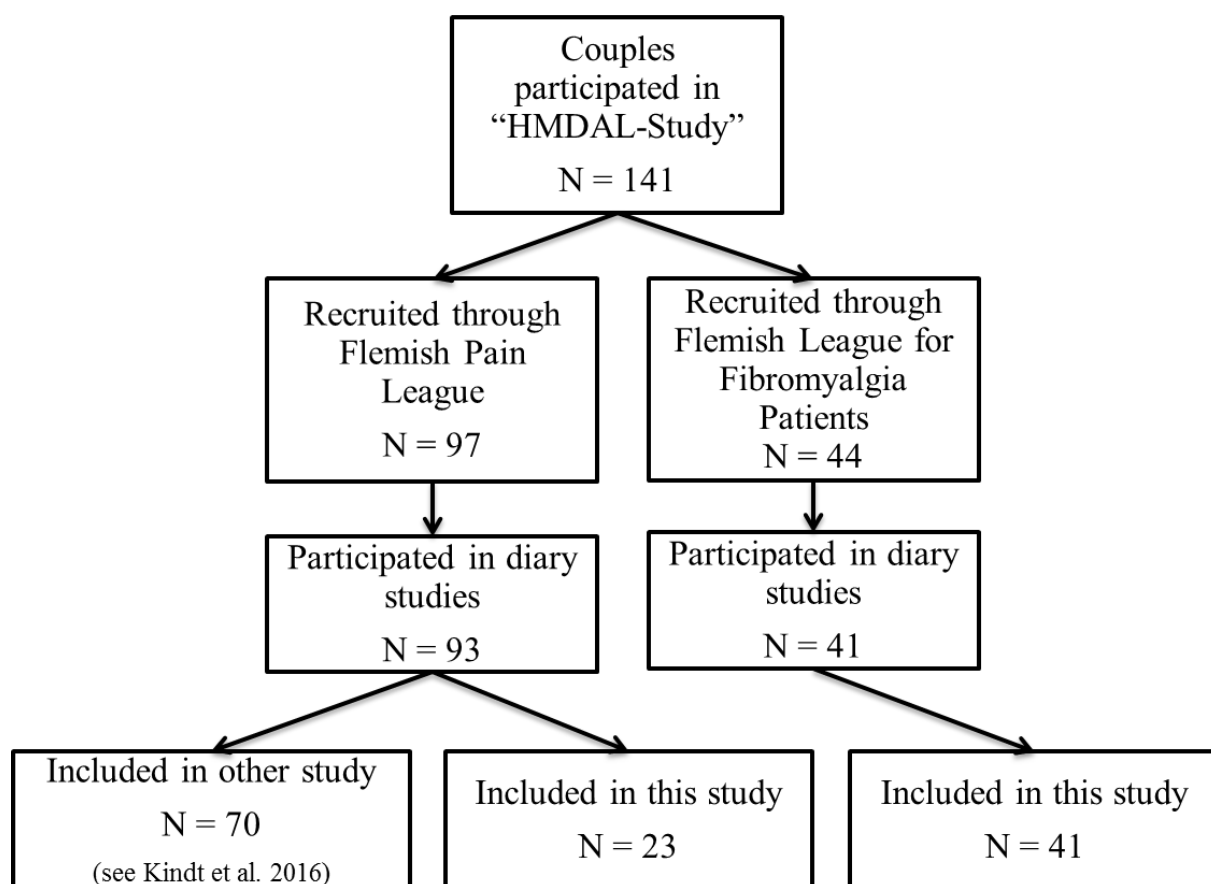 Couples
participated in
“HMDAL-Study”
N = 141
Recruited through
Flemish Pain
League
N = 97
Recruited through
Flemish League for
Fibromyalgia
Patients
N = 44
Participated in diary
studies
N = 93
Participated in diary
studies
N = 41
Included in other study
N = 70
(see Kindt et al. 2016)
Included in this study
N = 23
Included in this study
N = 41